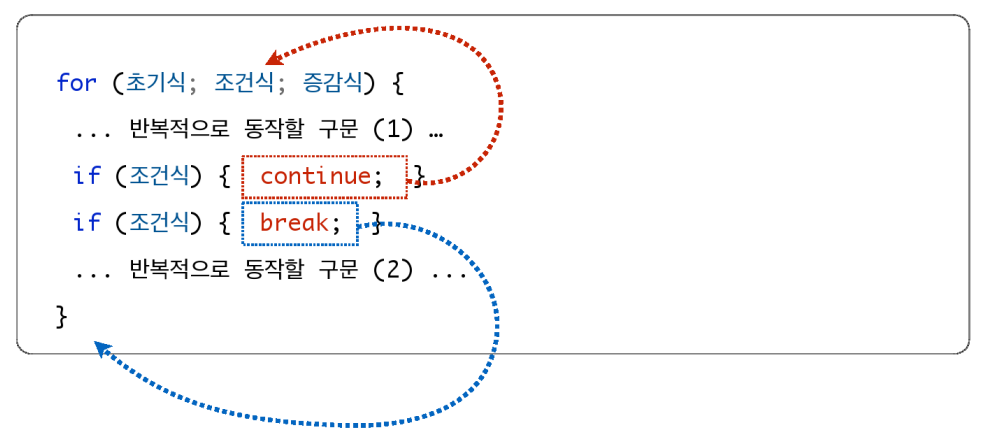 for (초기식; 조건식; 증감식) {
... 반복적으로 동작할 구문 (1) …
if (조건식) { continue; }
if (조건식) { break; }
... 반복적으로 동작할 구문 (2) ...
}